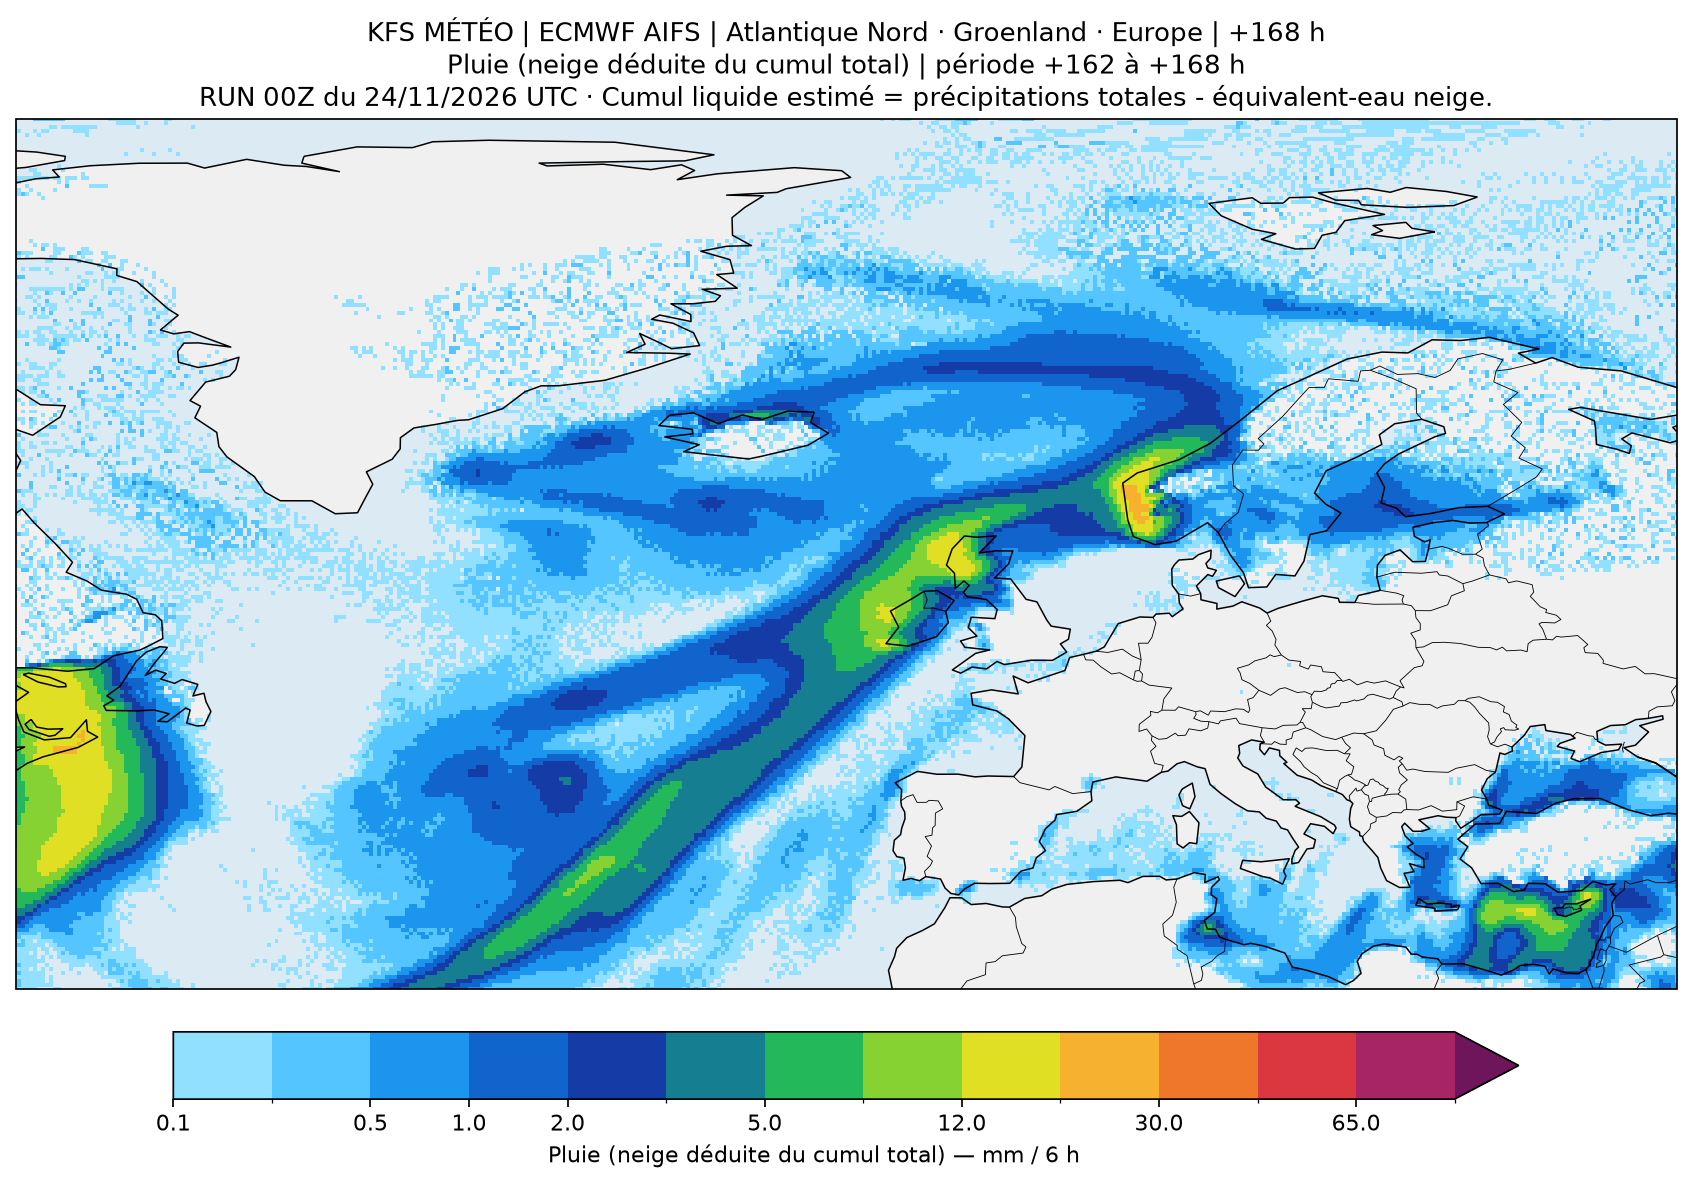 KFS MÉTÉO | ECMWF AIFS | Atlantique Nord · Groenland · Europe | +168 h
Pluie (neige déduite du cumul total) | période +162 à +168 h
RUN 00Z du 24/11/2026 UTC · Cumul liquide estimé = précipitations totales - équivalent-eau neige.
0.1 0.5 1.0 2.0 5.0 12.0 30.0 65.0
Pluie (neige déduite du cumul total) — mm / 6 h